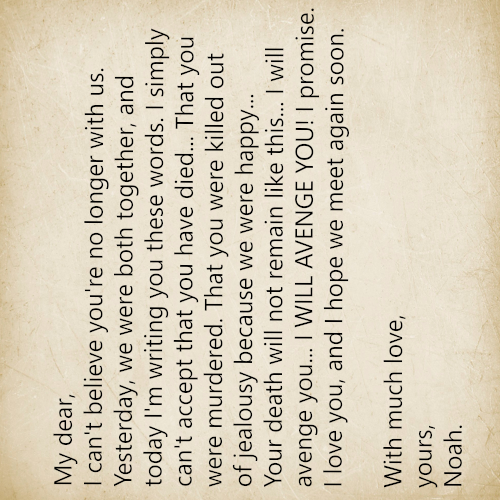 My dear,
I can't believe you're no longer with us.
Yesterday, we were both together, and
today I'm writing you these words. I simply
can't accept that you have died... That you
were murdered. That you were killed out
of jealousy because we were happy...
Your death will not remain like this... I will
avenge you... I WILL AVENGE YOU! I promise.
I love you, and I hope we meet again soon.
With much love,
yours,
Noah.